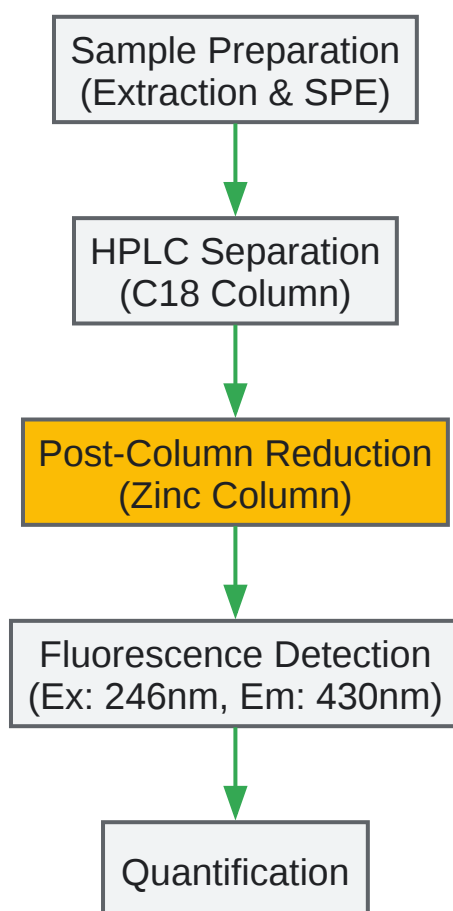 Sample Preparation
(Extraction & SPE)
HPLC Separation
(C18 Column)
Post-Column Reduction
(Zinc Column)
Fluorescence Detection
(Ex: 246nm, Em: 430nm)
Quantification